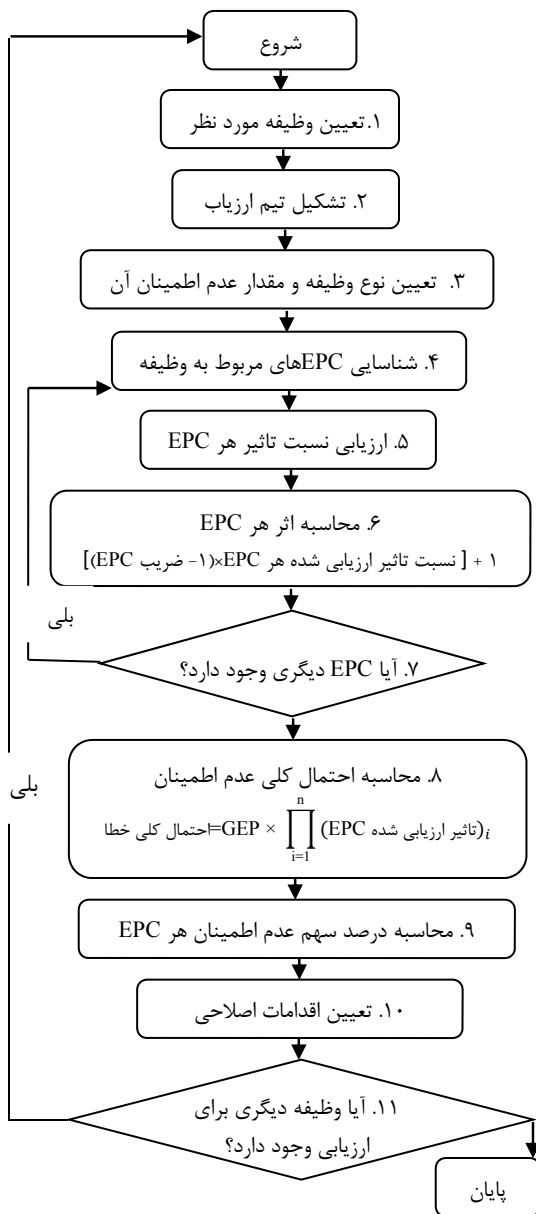 شروع
۱.تعیین وظیفه مورد نظر
۲. تشکیل تیم ارزیاب
۳. تعیین نوع وظیفه و مقدار عدم اطمینان آن
۴. شناسایی EPCهای مربوط به وظیفه
۵. ارزیابی نسبت تاثیر هر EPC
۶. محاسبه اثر هر EPC
۱ + [ نسبت تاثیر ارزیابی شده هر EPC×(۱- ضریب EPC)]
بلی
۷. آیا EPC دیگری وجود دارد؟
۸. محاسبه احتمال کلی عدم اطمینان
احتمال کلی خطا=GEP × ∏_{i=1}^{n} (تاثیر ارزیابی شده EPC)_i
بلی
۹. محاسبه درصد سهم عدم اطمینان هر EPC
۱۰. تعیین اقدامات اصلاحی
۱۱. آیا وظیفه دیگری برای
ارزیابی وجود دارد؟
پایان